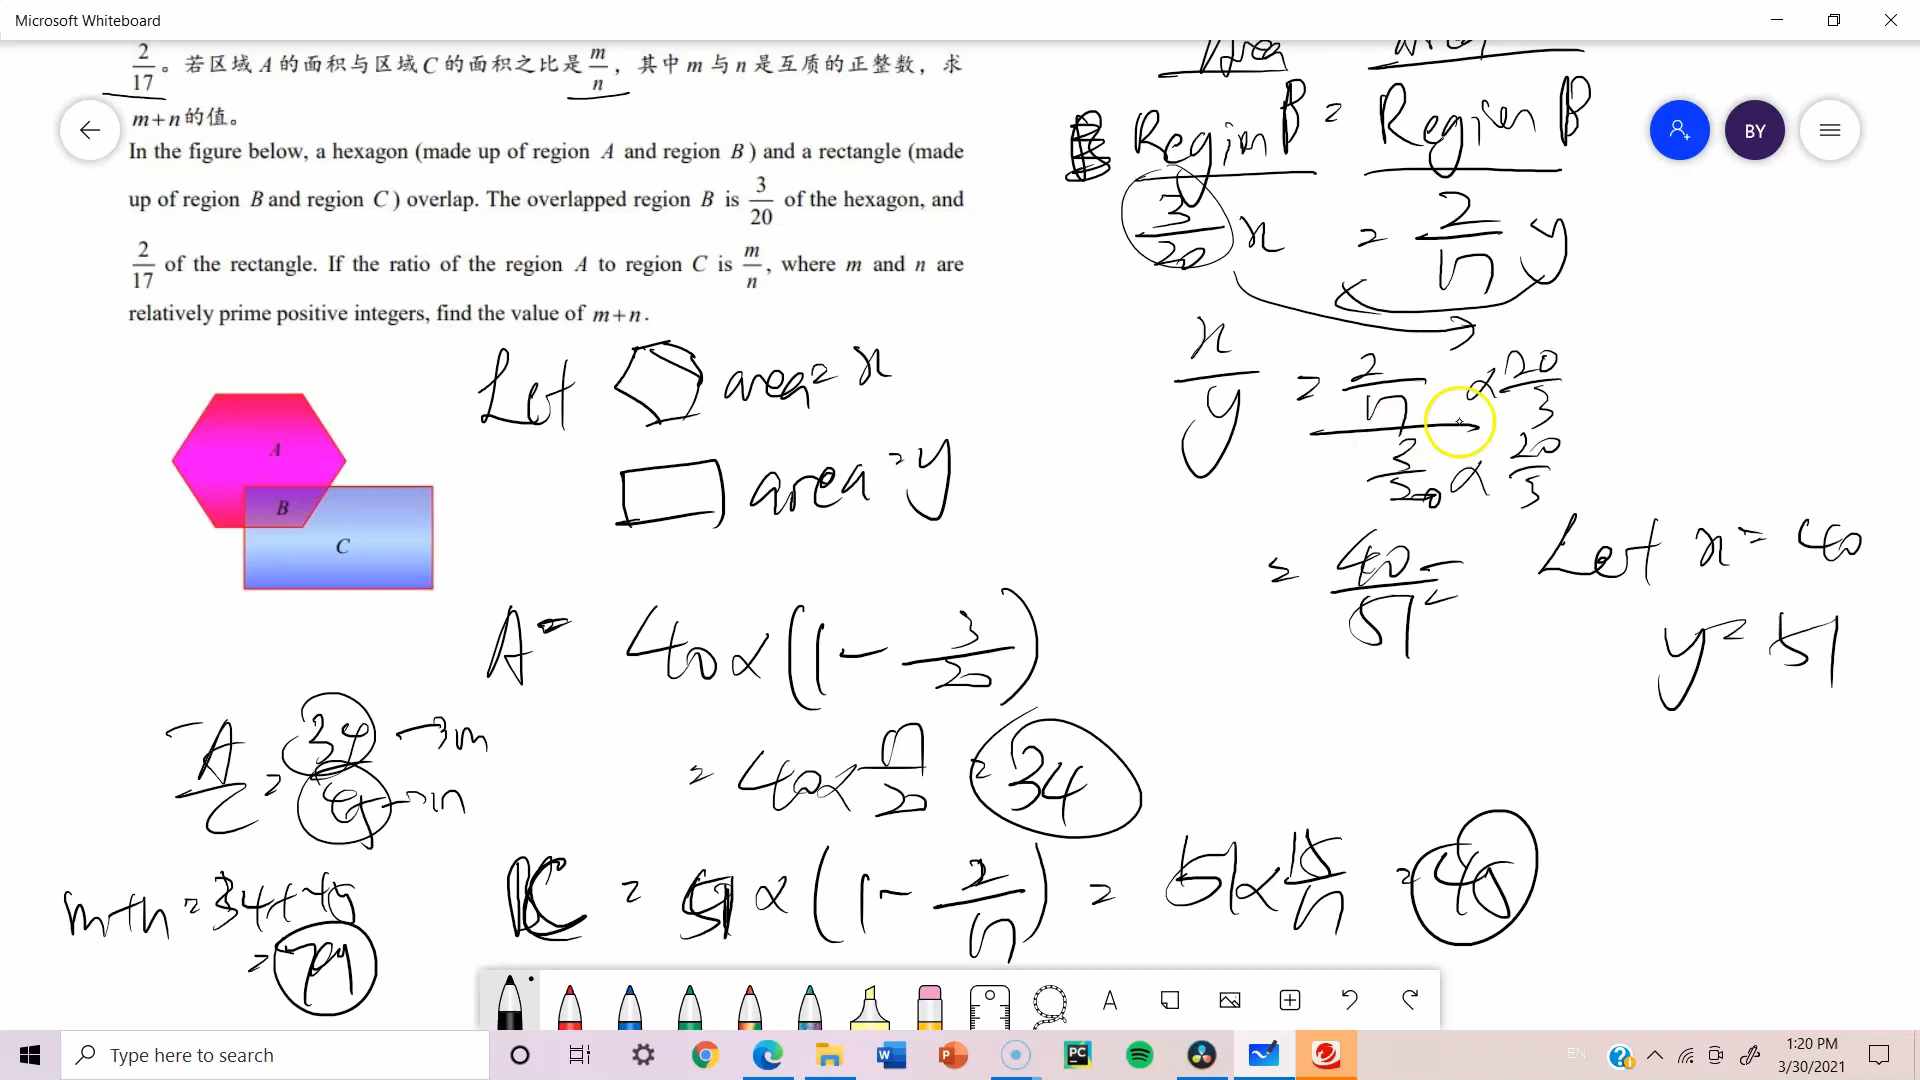 Microsoft Whiteboard
2/17。若区域 A 的面积与区域 C 的面积之比是 m/n，其中 m 与 n 是互质的正整数，求
m+n 的值。
In the figure below, a hexagon (made up of region A and region B) and a rectangle (made
up of region B and region C) overlap. The overlapped region B is 3/20 of the hexagon, and
2/17 of the rectangle. If the ratio of the region A to region C is m/n, where m and n are
relatively prime positive integers, find the value of m+n.
A
B
C
Let area = x
area = y
Area
Region B = Region B
3/20 x = 2/17 y
x/y = 2/17 × 20/3
3/20 × 20/3
= 40/51
Let x = 40
y = 51
A = 40 × (1 - 3/20)
= 40 × 17/20 = 34
C = 51 × (1 - 2/17) = 51 × 15/17 = 45
A/C = 34 → m
45 → n
m+n = 34+45
= 79
BY
A
Type here to search
EN
1:20 PM
3/30/2021